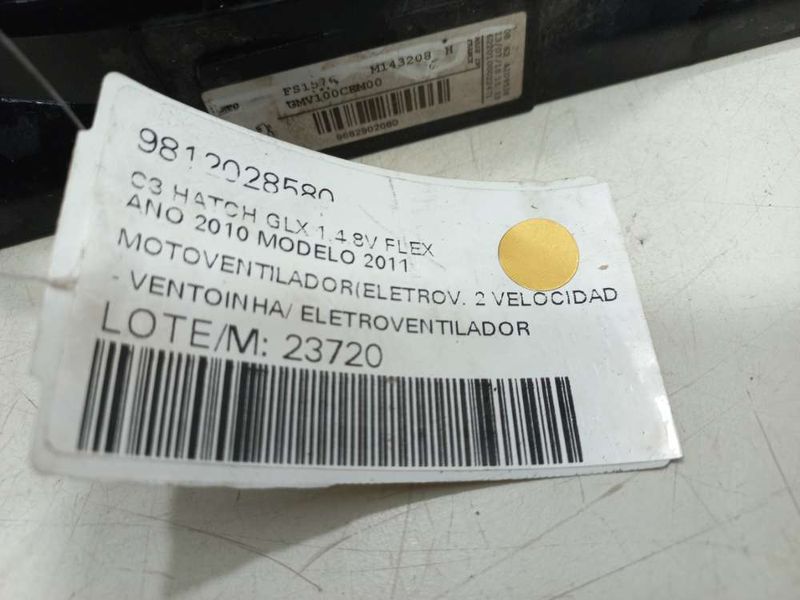 FS1576 M143208 H
GMV100CBM00
9682902080
9812028580
C3 HATCH GLX 1.4 8V FLEX
ANO 2010 MODELO 2011
MOTOVENTILADOR(ELETROV. 2 VELOCIDAD
- VENTOINHA/ ELETROVENTILADOR
LOTE/M: 23720